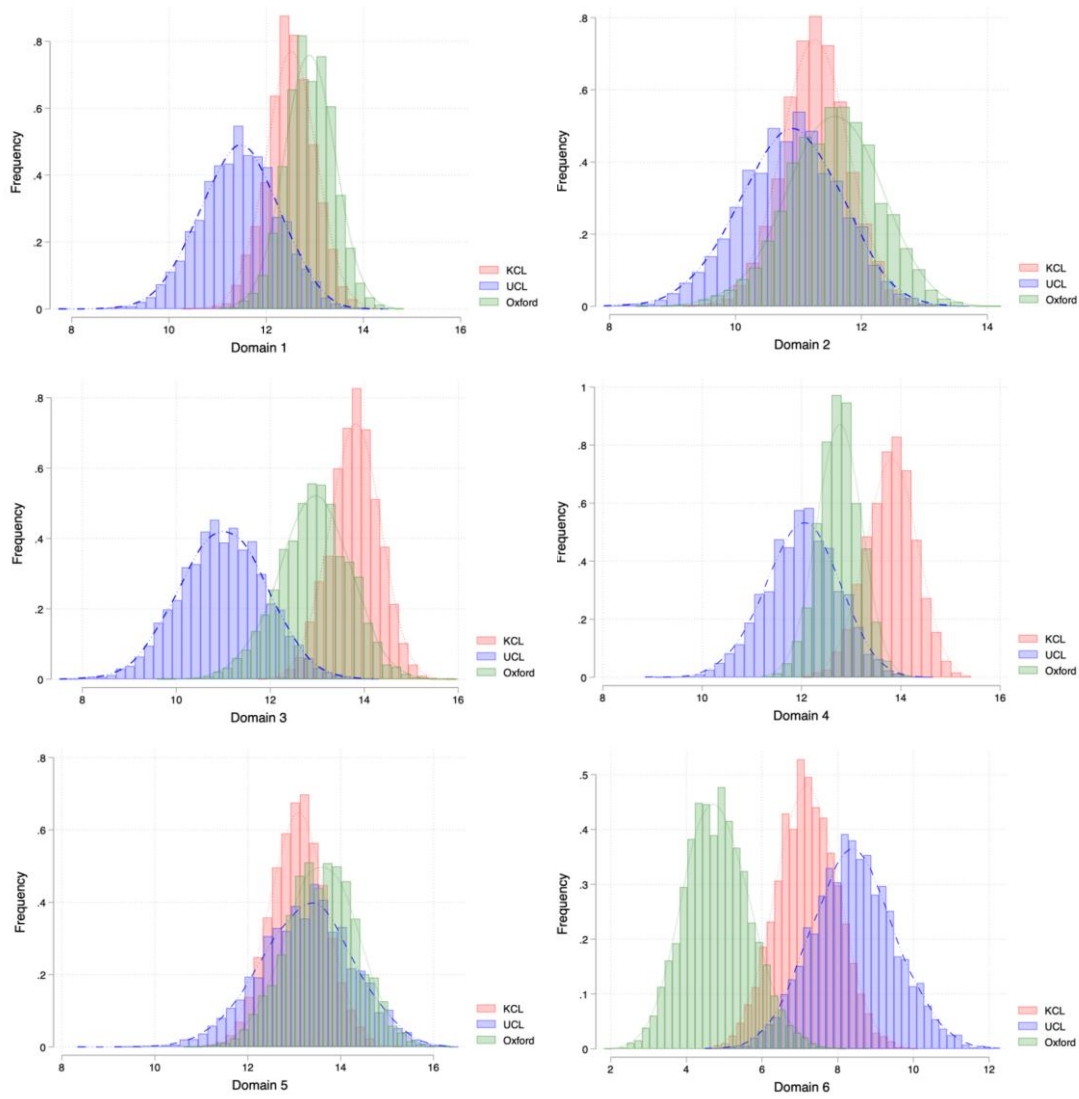 .8
.6
.4
.2
0
Frequency
8 10 12 14 16
Domain 1
KCL
UCL
Oxford
.8
.6
.4
.2
0
Frequency
8 10 12 14
Domain 2
KCL
UCL
Oxford
.8
.6
.4
.2
0
Frequency
8 10 12 14 16
Domain 3
KCL
UCL
Oxford
1
.8
.6
.4
.2
0
Frequency
8 10 12 14 16
Domain 4
KCL
UCL
Oxford
.8
.6
.4
.2
0
Frequency
8 10 12 14 16
Domain 5
KCL
UCL
Oxford
.5
.4
.3
.2
.1
0
Frequency
2 4 6 8 10 12
Domain 6
KCL
UCL
Oxford